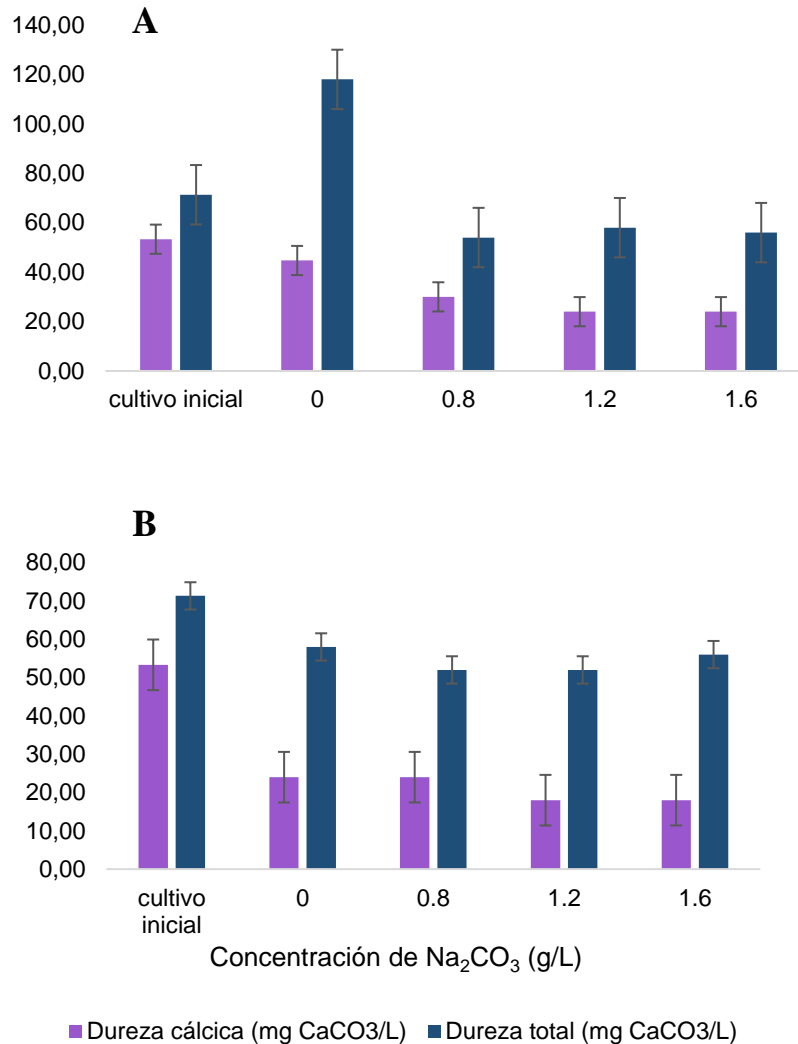 A
140,00
120,00
100,00
80,00
60,00
40,00
20,00
0,00
cultivo inicial 0 0.8 1.2 1.6
B
80,00
70,00
60,00
50,00
40,00
30,00
20,00
10,00
0,00
cultivo inicial 0 0.8 1.2 1.6
Concentración de Na₂CO₃ (g/L)
Dureza cálcica (mg CaCO3/L) Dureza total (mg CaCO3/L)